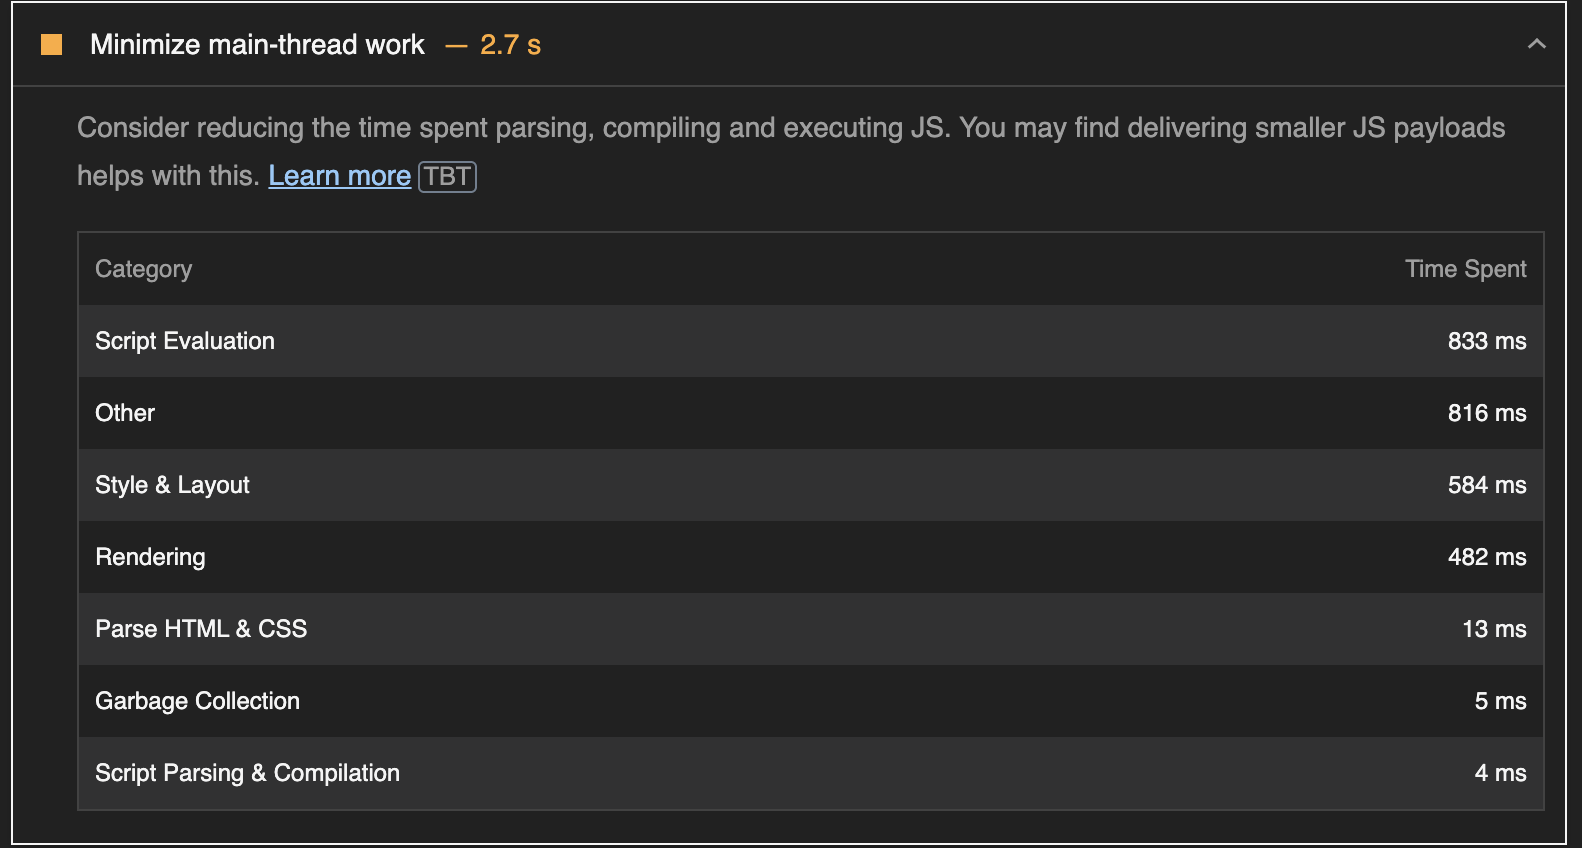 Minimize main-thread work — 2.7 s
Consider reducing the time spent parsing, compiling and executing JS. You may find delivering smaller JS payloads
helps with this. Learn more TBT
Category Time Spent
Script Evaluation 833 ms
Other 816 ms
Style & Layout 584 ms
Rendering 482 ms
Parse HTML & CSS 13 ms
Garbage Collection 5 ms
Script Parsing & Compilation 4 ms